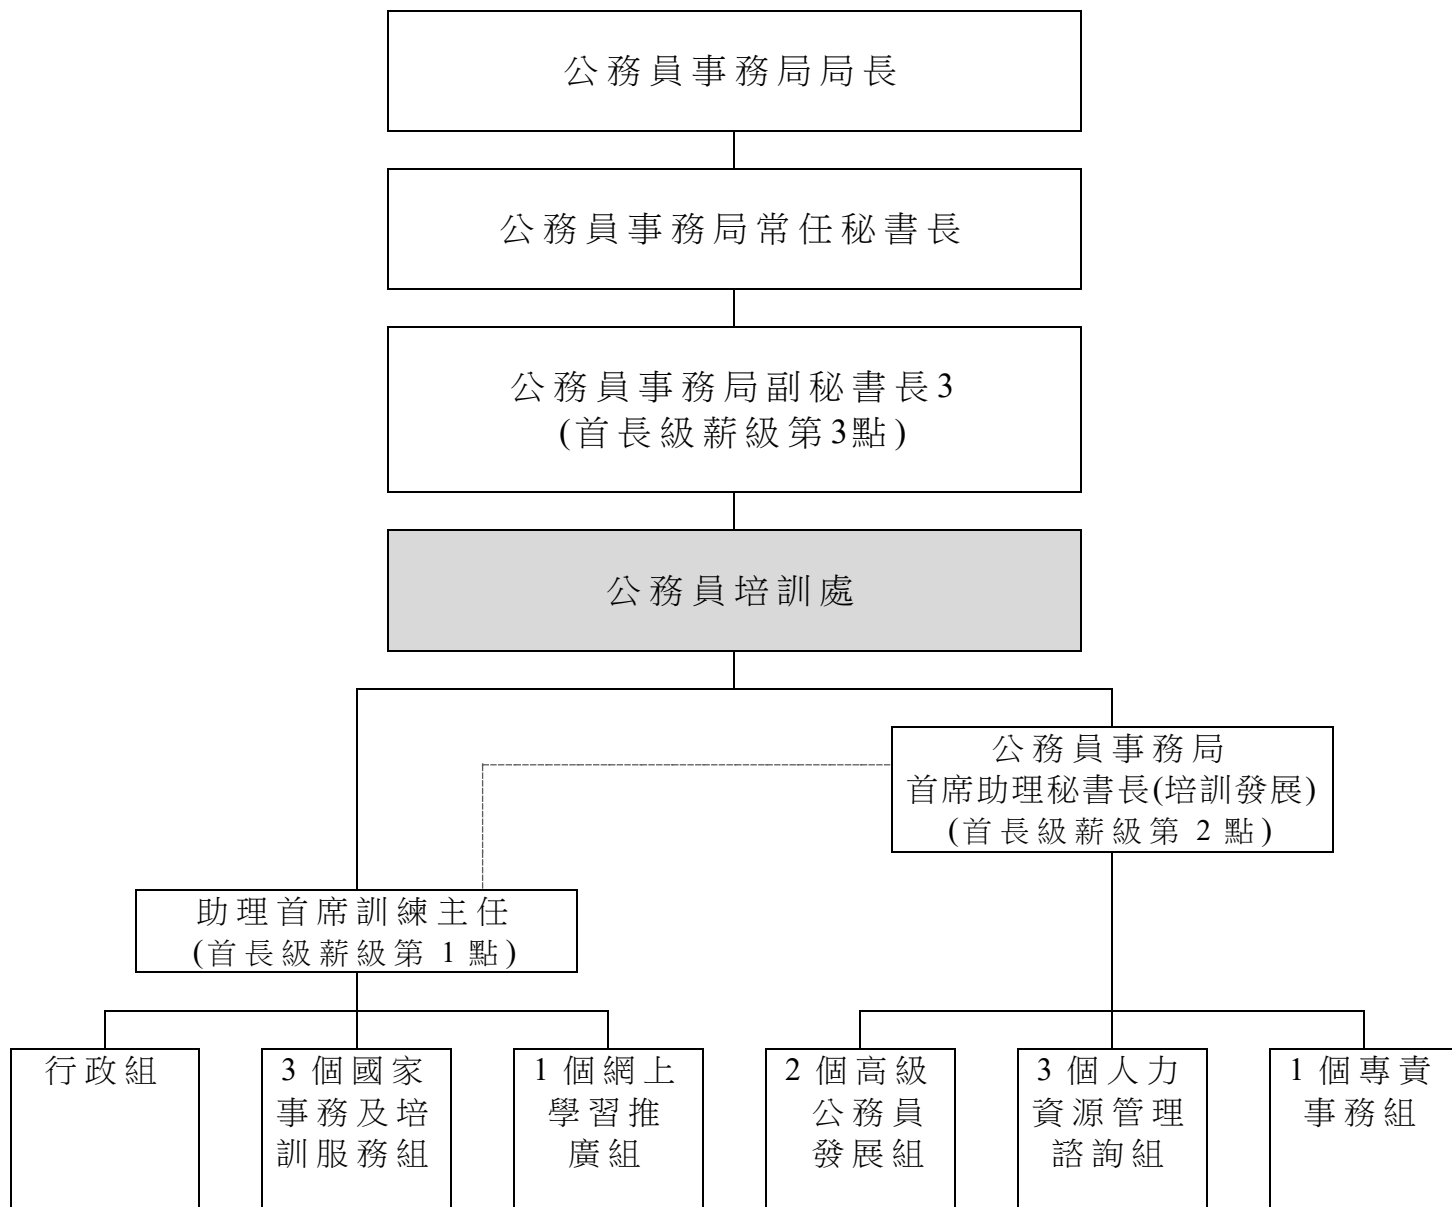 公務員事務局局長
公務員事務局常任秘書長
公務員事務局副秘書長3
(首長級薪級第3點)
公務員培訓處
公務員事務局
首席助理秘書長(培訓發展)
(首長級薪級第 2 點)
助理首席訓練主任
(首長級薪級第 1 點)
行政組
3 個國家
事務及培
訓服務組
1 個網上
學習推
廣組
2 個高級
公務員
發展組
3 個人力
資源管理
諮詢組
1 個專責
事務組